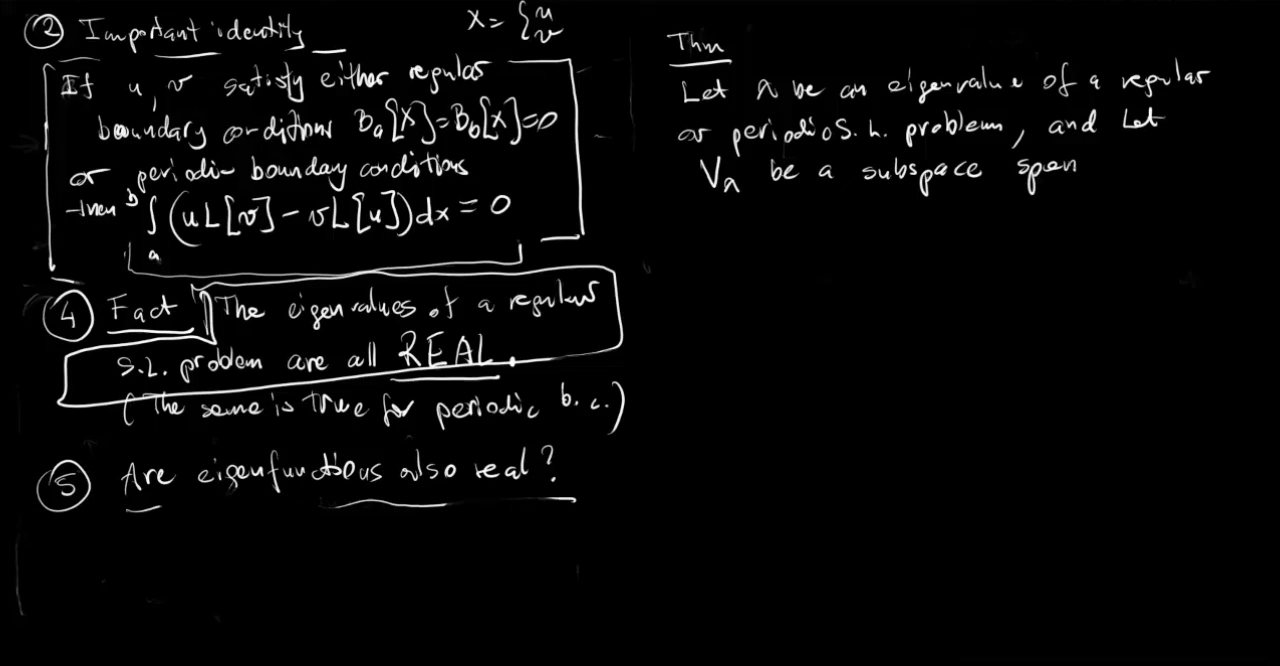 ② Important identity
X = { u
v
If u, v satisfy either regular
boundary conditions Ba[X] = Bb[X] = 0
or periodic boundary conditions
then ∫ₐᵇ (uL[v] - vL[u]) dx = 0
④ Fact The eigenvalues of a regular
S.L. problem are all REAL.
(The same is true for periodic b.c.)
⑤ Are eigenfunctions also real?
Thm
Let λ be an eigenvalue of a regular
or periodic S.L. problem, and Let
Vλ be a subspace span